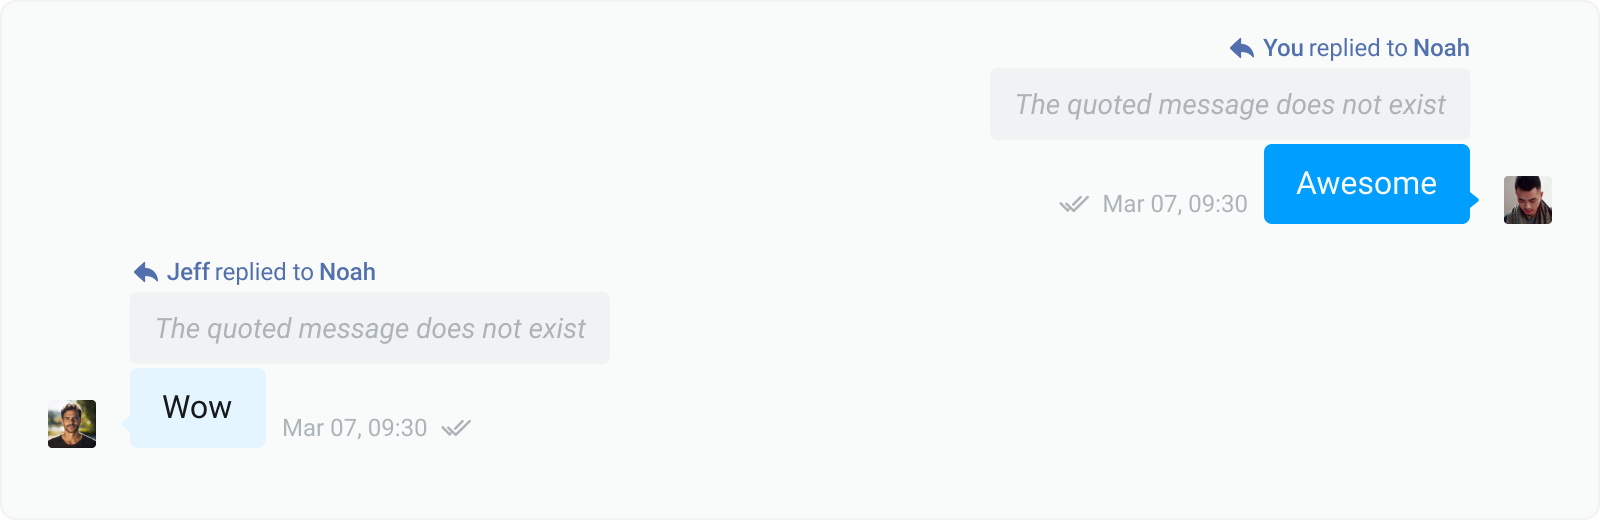 You replied to Noah
The quoted message does not exist
Awesome
Mar 07, 09:30
Jeff replied to Noah
The quoted message does not exist
Wow
Mar 07, 09:30